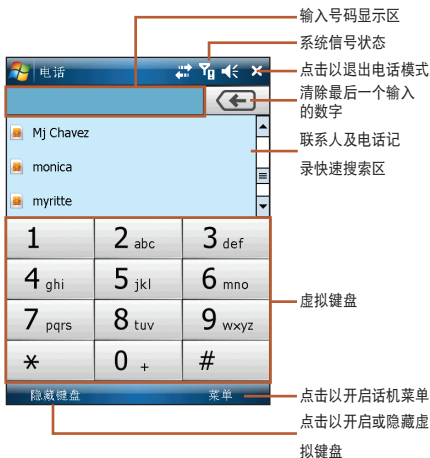 输入号码显示区
系统信号状态
电话
点击以退出电话模式
清除最后一个输入
的数字
Mj Chavez
联系人及电话记
monica
录快速搜索区
myritte
1
2 abc
3 def
4 ghi
5 jkl
6 mno
虚拟键盘
7 pqrs
8 tuv
9 wxyz
*
0 +
#
隐藏键盘
菜单
点击以开启话机菜单
点击以开启或隐藏虚
拟键盘